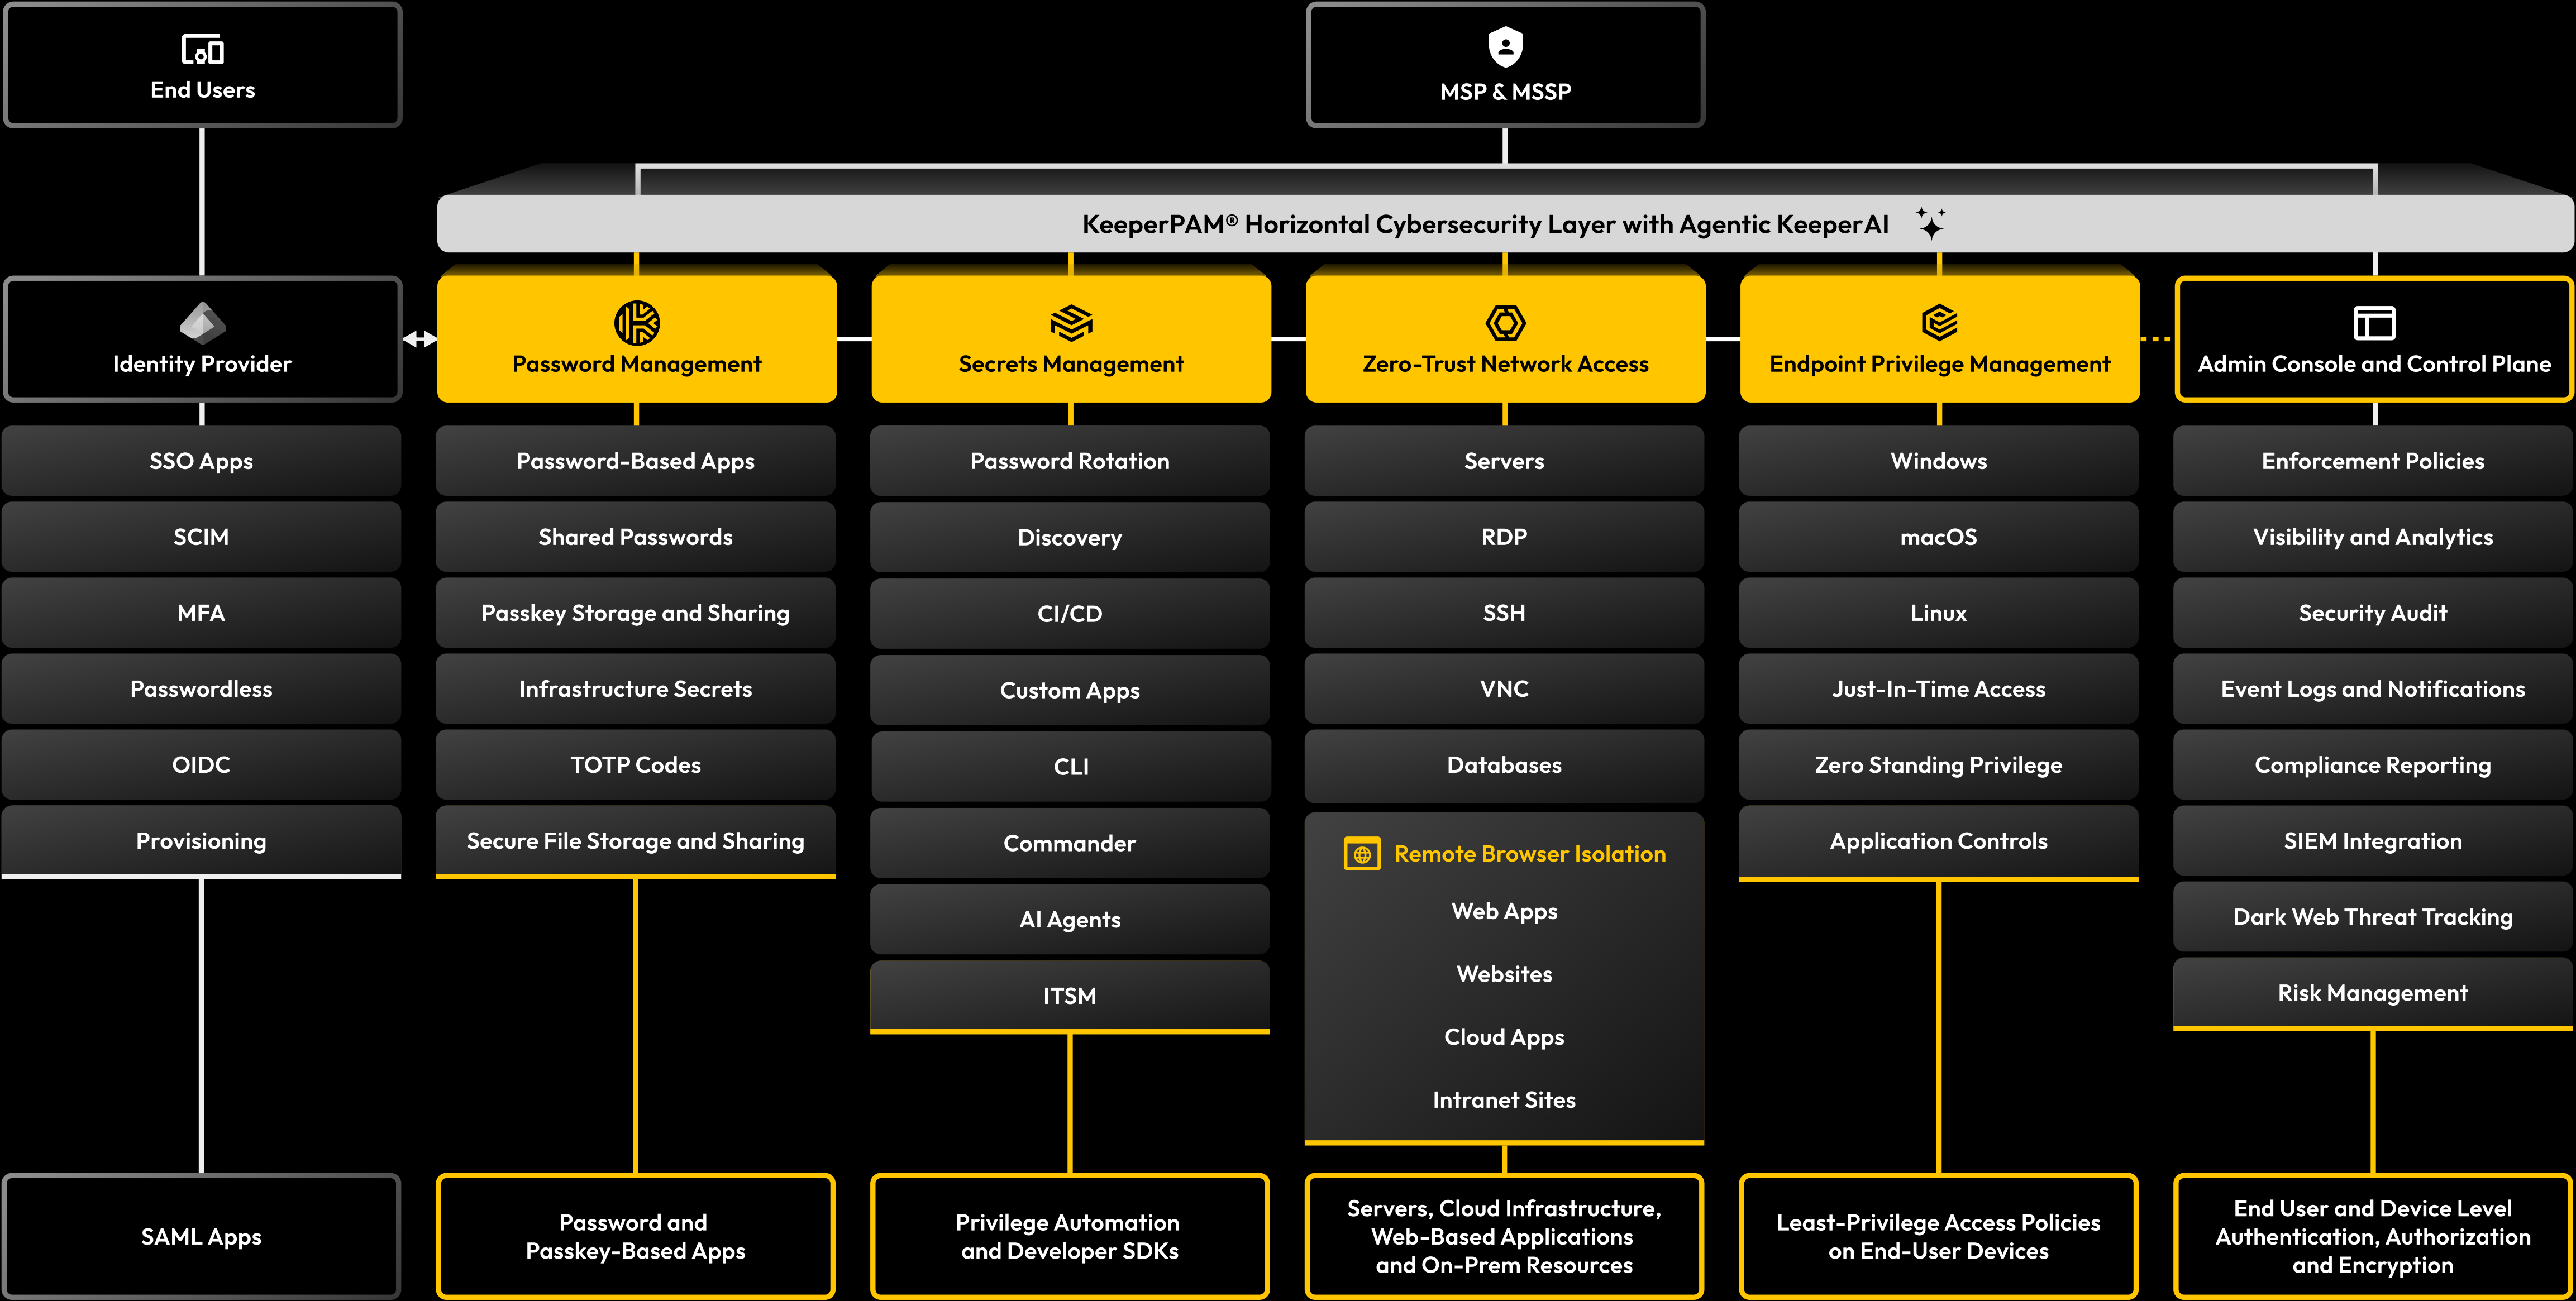 End Users
MSP & MSSP
KeeperPAM® Horizontal Cybersecurity Layer with Agentic KeeperAI
Identity Provider
SSO Apps
SCIM
MFA
Passwordless
OIDC
Provisioning
SAML Apps
Password Management
Password-Based Apps
Shared Passwords
Passkey Storage and Sharing
Infrastructure Secrets
TOTP Codes
Secure File Storage and Sharing
Password and
Passkey-Based Apps
Secrets Management
Password Rotation
Discovery
CI/CD
Custom Apps
CLI
Commander
AI Agents
ITSM
Privilege Automation
and Developer SDKs
Zero-Trust Network Access
Servers
RDP
SSH
VNC
Databases
Remote Browser Isolation
Web Apps
Websites
Cloud Apps
Intranet Sites
Servers, Cloud Infrastructure,
Web-Based Applications
and On-Prem Resources
Endpoint Privilege Management
Windows
macOS
Linux
Just-In-Time Access
Zero Standing Privilege
Application Controls
Least-Privilege Access Policies
on End-User Devices
Admin Console and Control Plane
Enforcement Policies
Visibility and Analytics
Security Audit
Event Logs and Notifications
Compliance Reporting
SIEM Integration
Dark Web Threat Tracking
Risk Management
End User and Device Level
Authentication, Authorization
and Encryption